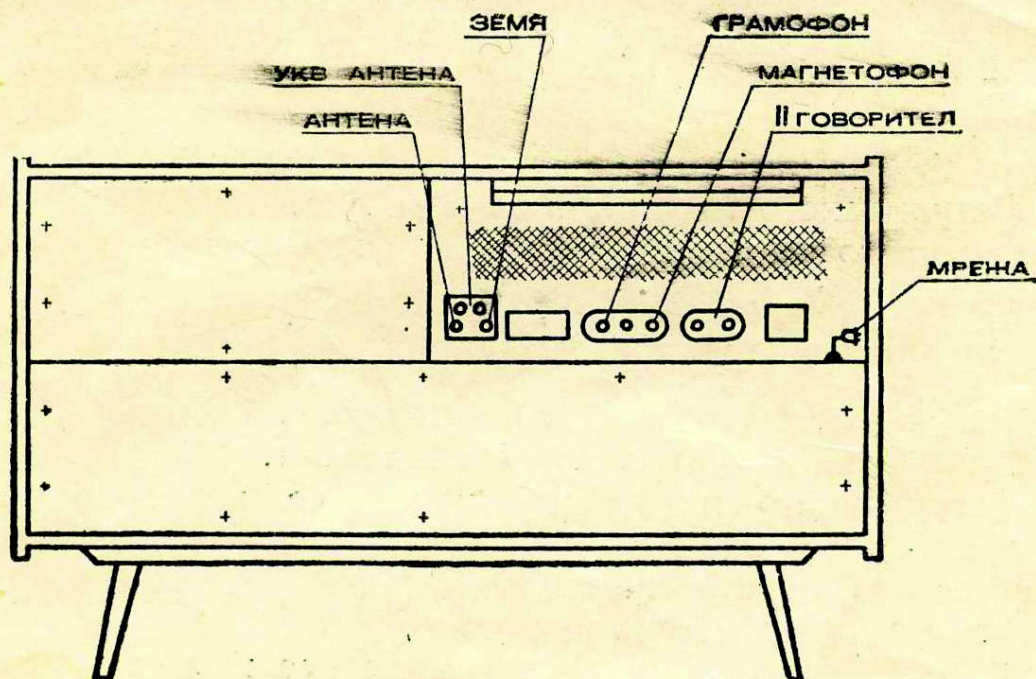 ЗЕМЯ
ГРАМОФОН
УКВ АНТЕНА
МАГНЕТОФОН
АНТЕНА
II ГОВОРИТЕЛ
МРЕЖА